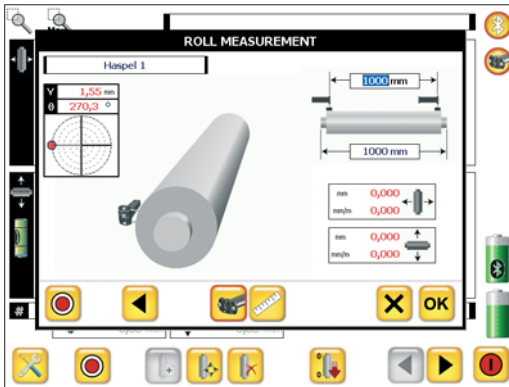 ROLL MEASUREMENT
Haspel 1
Y 1,55 mm
θ 270,3 °
1000 mm
1000 mm
mm 0,000
mm/m 0,000
mm 0,000
mm/m 0,000
OK
#